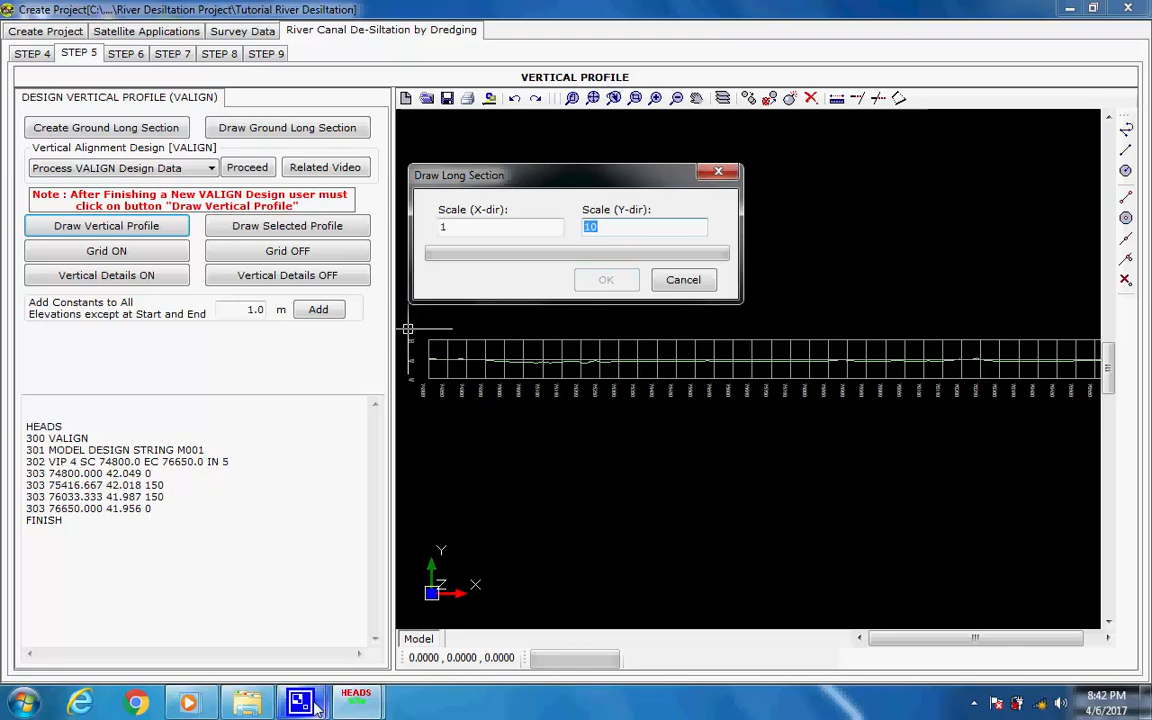 Create Project[C:\....\River Desiltation Project\Tutorial River Desiltation]
Create Project Satellite Applications Survey Data River Canal De-Siltation by Dredging
STEP 4 STEP 5 STEP 6 STEP 7 STEP 8 STEP 9
VERTICAL PROFILE
DESIGN VERTICAL PROFILE (VALIGN)
Create Ground Long Section Draw Ground Long Section
Vertical Alignment Design [VALIGN]
Process VALIGN Design Data Proceed Related Video
Note : After Finishing a New VALIGN Design user must
click on button "Draw Vertical Profile"
Draw Vertical Profile Draw Selected Profile
Grid ON Grid OFF
Vertical Details ON Vertical Details OFF
Add Constants to All
Elevations except at Start and End 1.0 m Add
HEADS
300 VALIGN
301 MODEL DESIGN STRING M001
302 VIP 4 SC 74800.0 EC 76650.0 IN 5
303 74800.000 42.049 0
303 75416.667 42.018 150
303 76033.333 41.987 150
303 76650.000 41.956 0
FINISH
Draw Long Section
Scale (X-dir): Scale (Y-dir):
1 10
OK Cancel
Y
Z X
Model
0.0000 , 0.0000 , 0.0000
HEADS
8:42 PM
4/6/2017